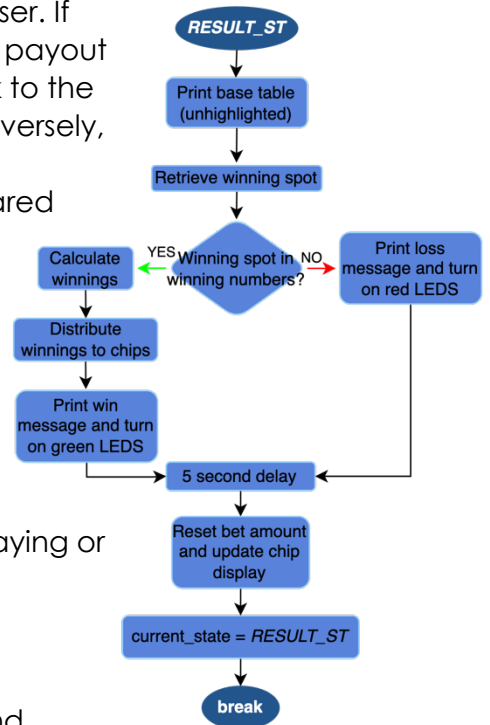 ser. If
payout
to the
versely,
ared
aying or
nd
RESULT_ST
Print base table
(unhighlighted)
Retrieve winning spot
Winning spot in
winning numbers?
YES
NO
Calculate
winnings
Distribute
winnings to chips
Print win
message and turn
on green LEDS
Print loss
message and turn
on red LEDS
5 second delay
Reset bet amount
and update chip
display
current_state = RESULT_ST
break